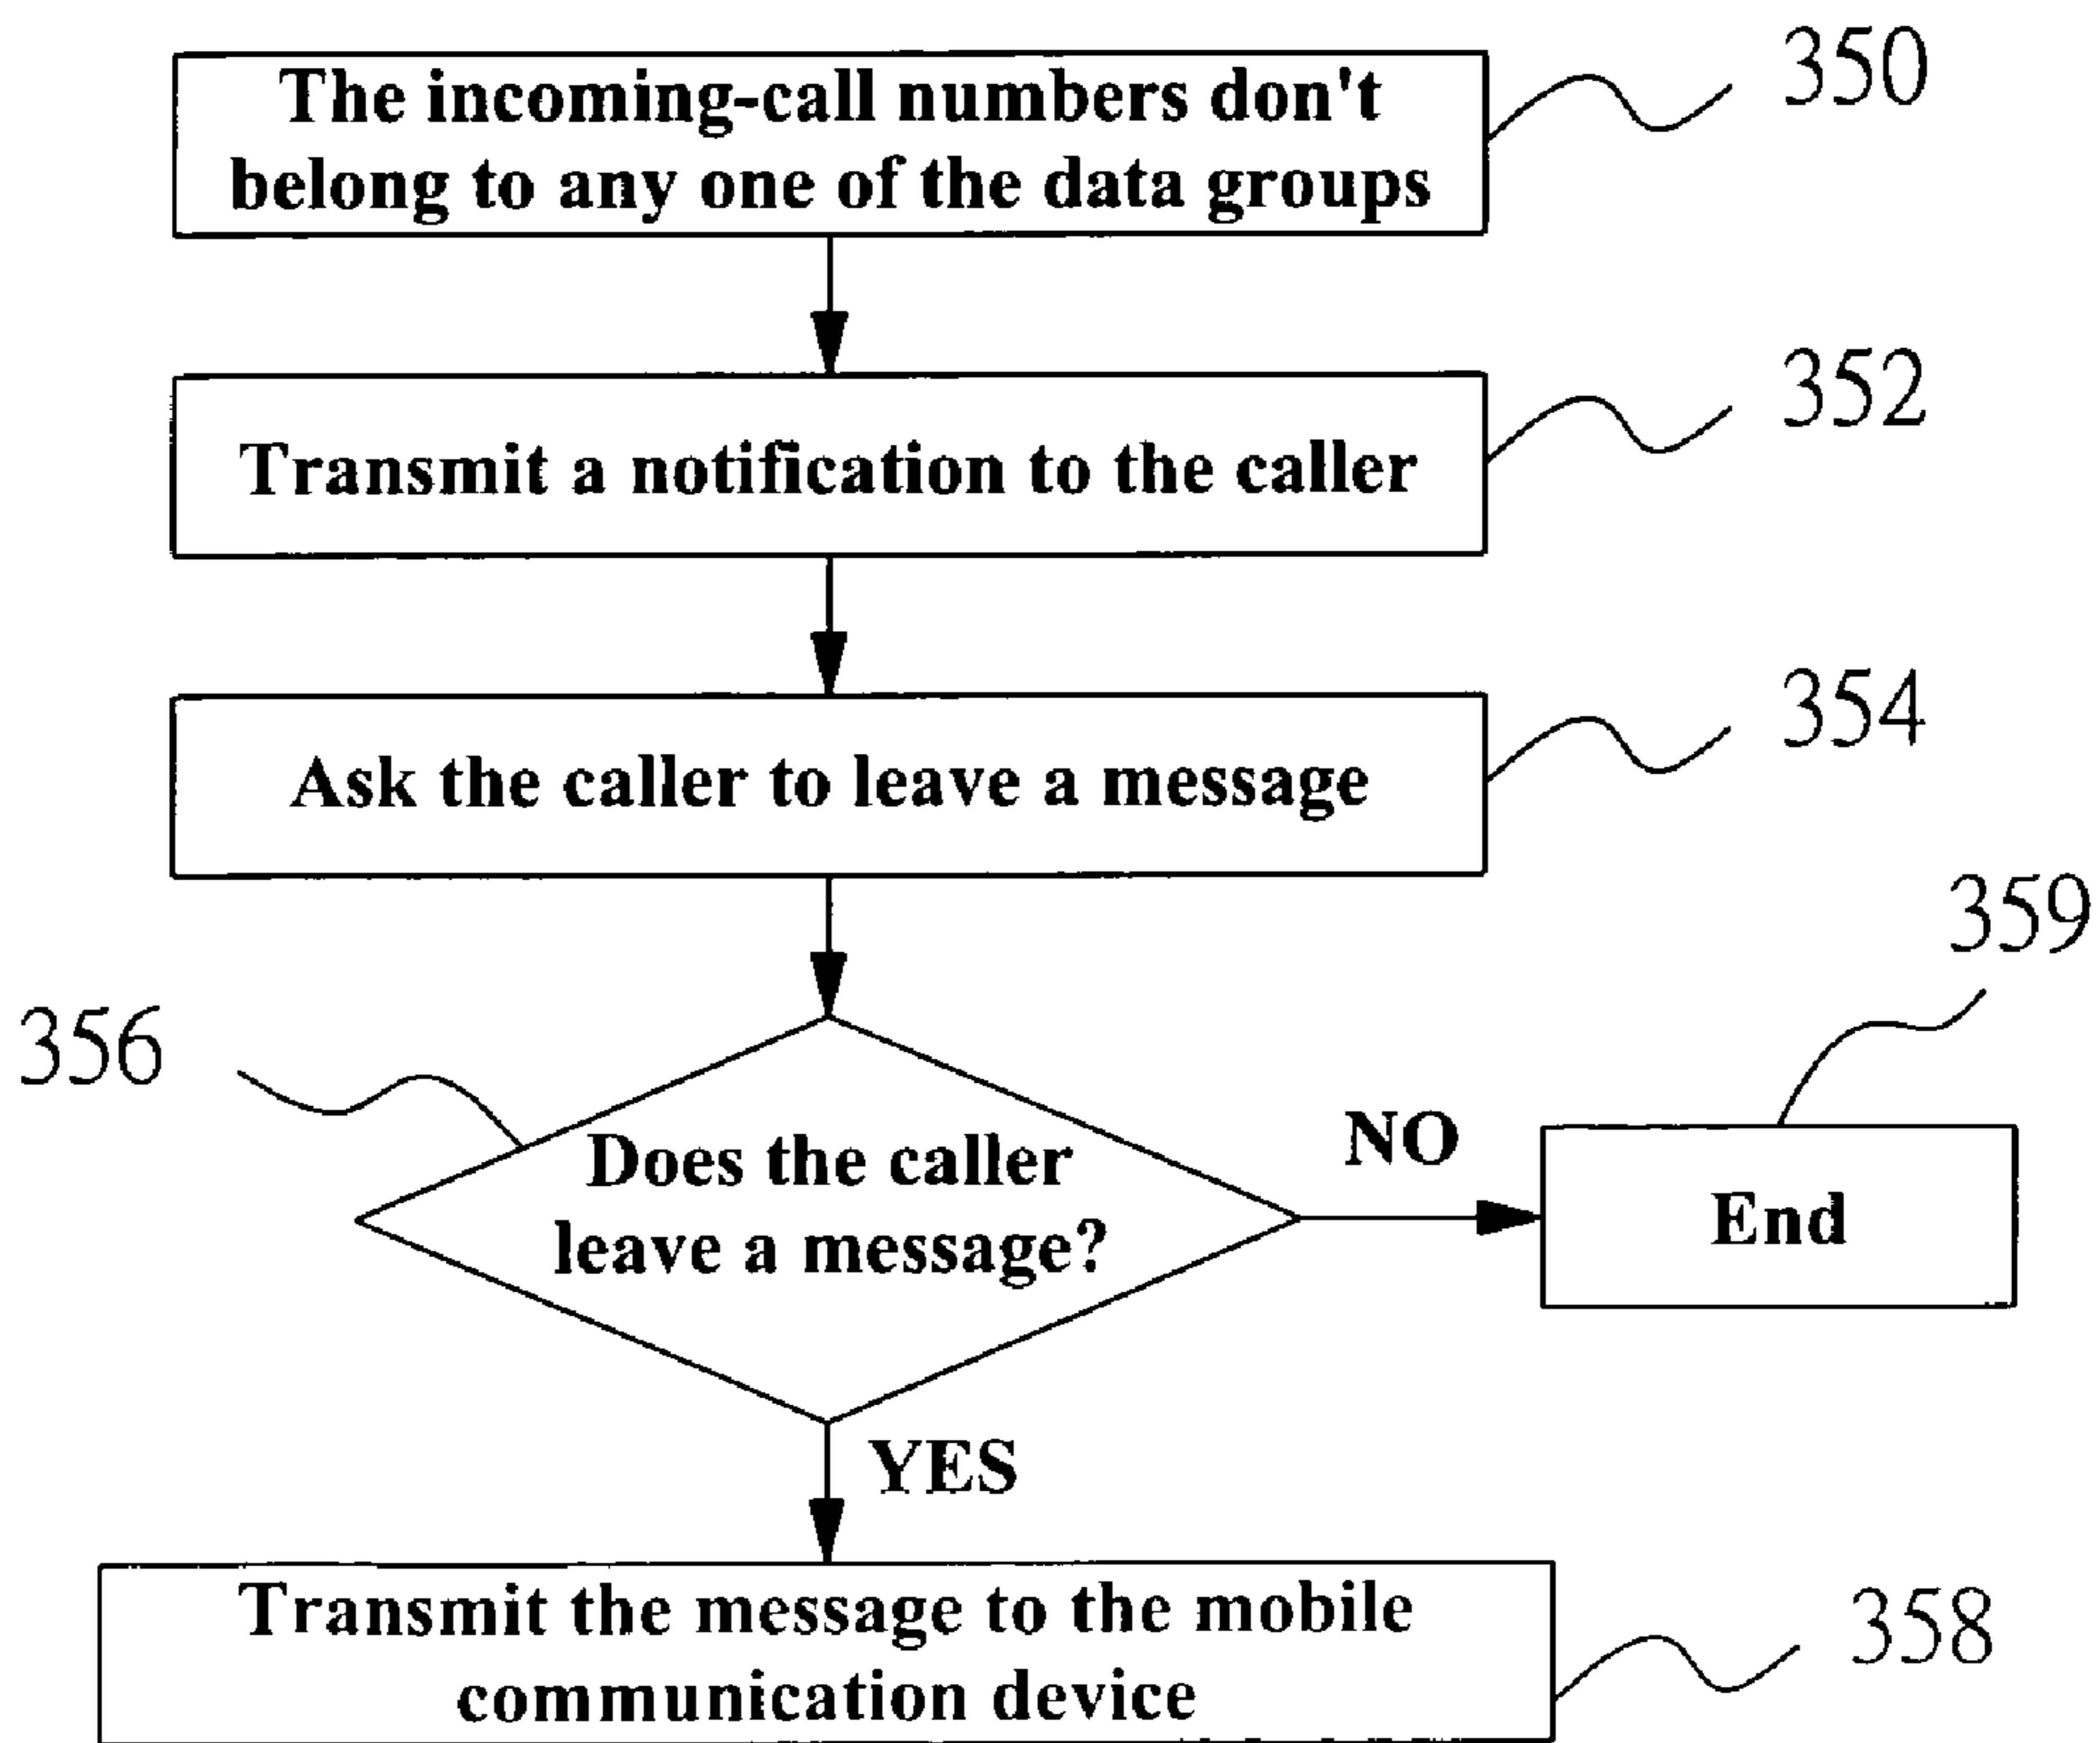 The incoming-call numbers don't
belong to any one of the data groups
350
Transmit a notification to the caller
352
Ask the caller to leave a message
354
359
356
Does the caller
leave a message?
NO
End
YES
Transmit the message to the mobile
communication device
358